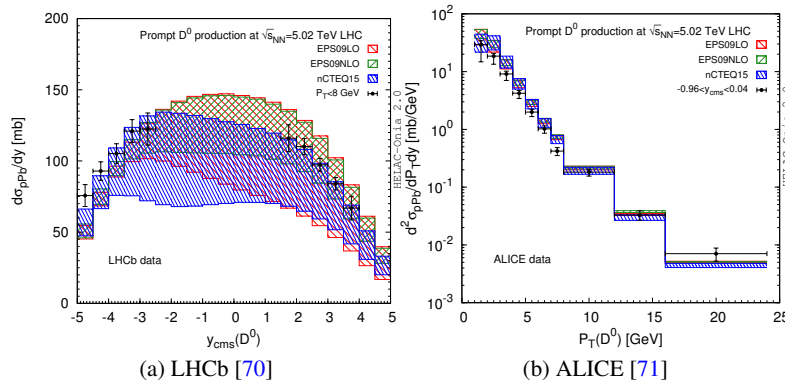 Prompt D⁰ production at √s_NN=5.02 TeV LHC
EPS09LO
EPS09NLO
nCTEQ15
P_T<8 GeV
LHCb data
dσ_pPb/dy [mb]
200
150
100
50
0
-5 -4 -3 -2 -1 0 1 2 3 4 5
y_cms(D⁰)
HELAC-Onia 2.0
(a) LHCb [70]
Prompt D⁰ production at √s_NN=5.02 TeV LHC
EPS09LO
EPS09NLO
nCTEQ15
-0.96<y_cms<0.04
ALICE data
d²σ_pPb/dP_Tdy [mb/GeV]
10³
10²
10¹
10⁰
10⁻¹
10⁻²
10⁻³
0 5 10 15 20 25
P_T(D⁰) [GeV]
(b) ALICE [71]